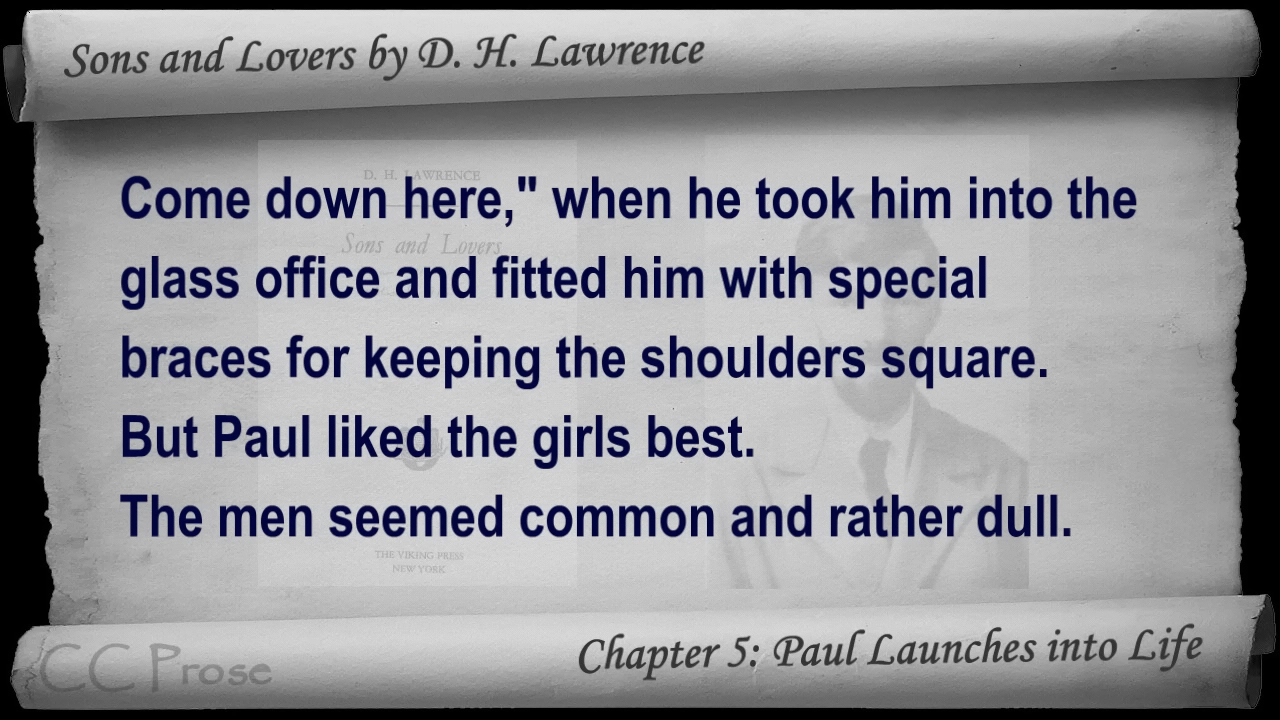 Sons and Lovers by D. H. Lawrence
D. H. LAWRENCE
Sons and Lovers
Come down here," when he took him into the
glass office and fitted him with special
braces for keeping the shoulders square.
But Paul liked the girls best.
The men seemed common and rather dull.
THE VIKING PRESS
NEW YORK
Chapter 5: Paul Launches into Life
CC Prose